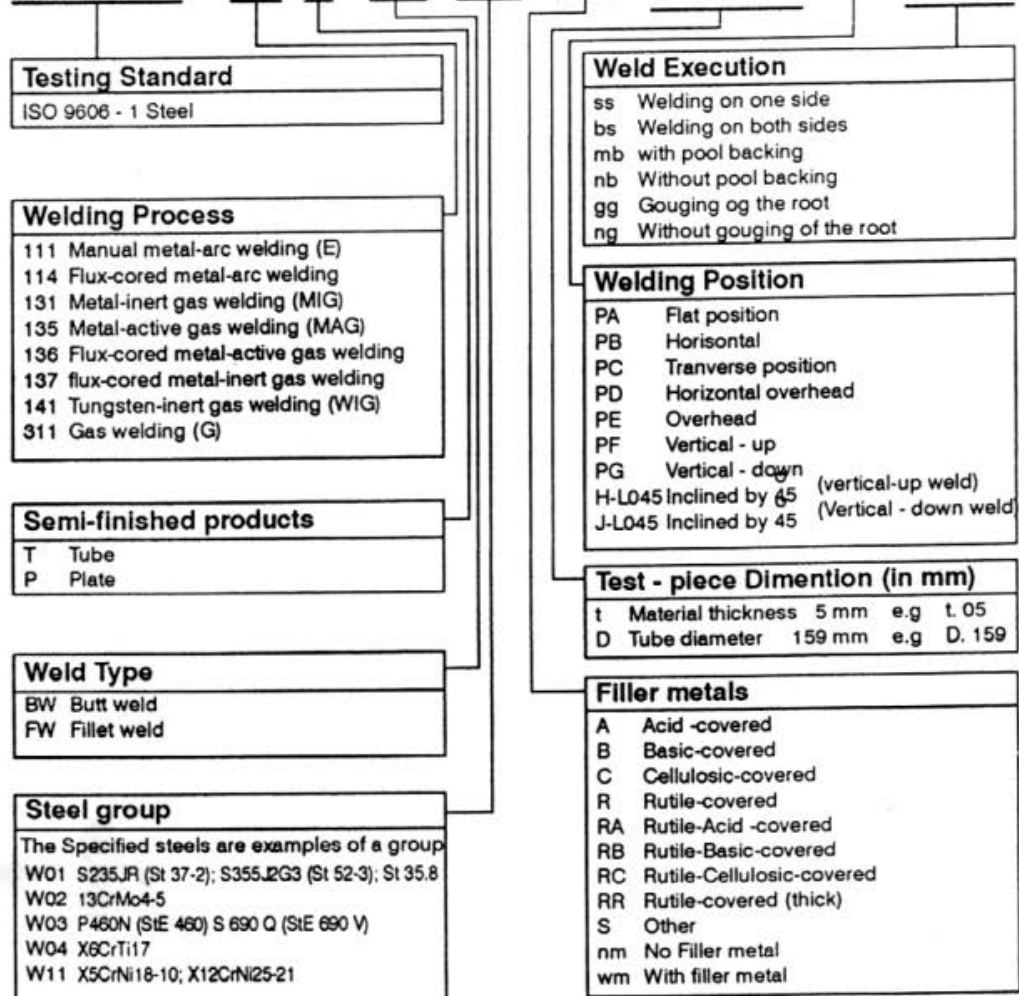 Testing Standard
ISO 9606 - 1 Steel
Welding Process
111 Manual metal-arc welding (E)
114 Flux-cored metal-arc welding
131 Metal-inert gas welding (MIG)
135 Metal-active gas welding (MAG)
136 Flux-cored metal-active gas welding
137 flux-cored metal-inert gas welding
141 Tungsten-inert gas welding (WIG)
311 Gas welding (G)
Semi-finished products
T Tube
P Plate
Weld Type
BW Butt weld
FW Fillet weld
Steel group
The Specified steels are examples of a group
W01 S235JR (St 37-2); S355J2G3 (St 52-3); St 35.8
W02 13CrMo4-5
W03 P460N (StE 460) S 690 Q (StE 690 V)
W04 X6CrTi17
W11 X5CrNi18-10; X12CrNi25-21
Weld Execution
ss Welding on one side
bs Welding on both sides
mb with pool backing
nb Without pool backing
gg Gouging og the root
ng Without gouging of the root
Welding Position
PA Flat position
PB Horisontal
PC Tranverse position
PD Horizontal overhead
PE Overhead
PF Vertical - up
PG Vertical - down
H-L045 Inclined by 45 (vertical-up weld)
J-L045 Inclined by 45 (Vertical - down weld)
Test - piece Dimention (in mm)
t Material thickness 5 mm e.g t. 05
D Tube diameter 159 mm e.g D. 159
Filler metals
A Acid -covered
B Basic-covered
C Cellulosic-covered
R Rutile-covered
RA Rutile-Acid -covered
RB Rutile-Basic-covered
RC Rutile-Cellulosic-covered
RR Rutile-covered (thick)
S Other
nm No Filler metal
wm With filler metal